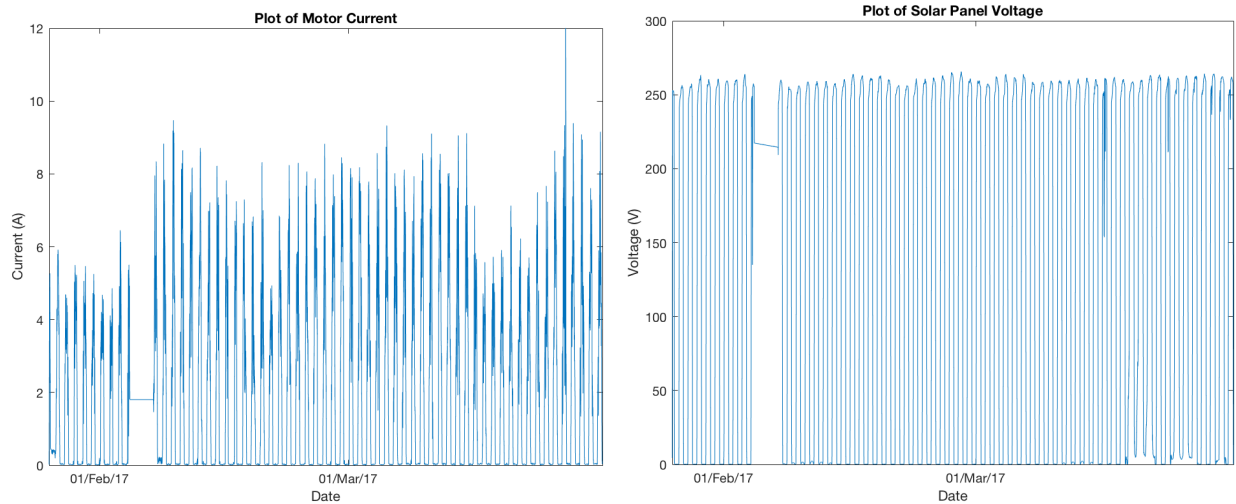 Plot of Motor Current
12
10
8
6
4
2
0
Current (A)
01/Feb/17
01/Mar/17
Date
Plot of Solar Panel Voltage
300
250
200
150
100
50
0
Voltage (V)
01/Feb/17
01/Mar/17
Date